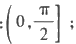 : ( 0 , π/2 ] ;